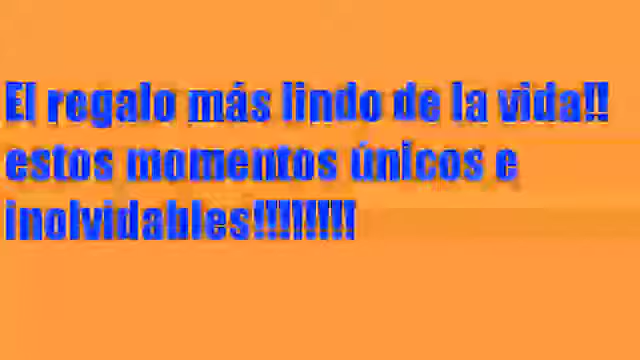 El regalo más lindo de la vida!!
estos momentos únicos e
inolvidables!!!!!!!!!